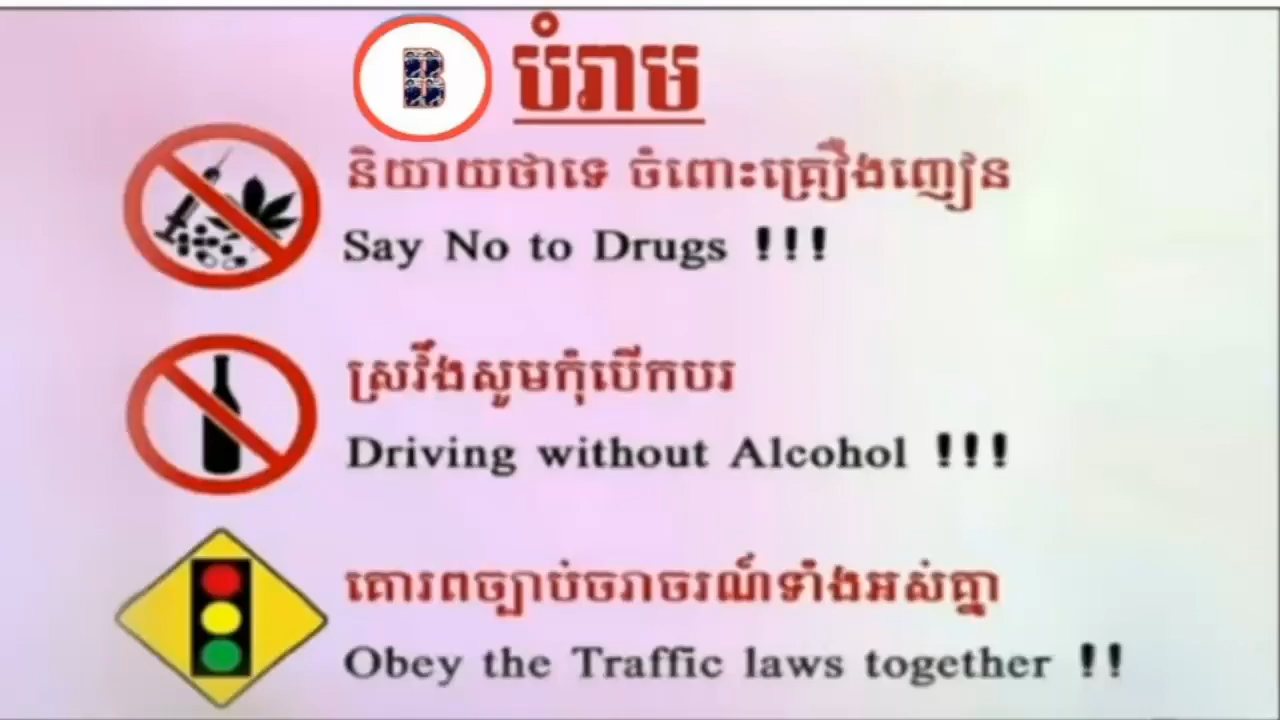 B បំរាម
និយាយថាទេ ចំពោះគ្រឿងញៀន
Say No to Drugs !!!
ស្រវឹងសូមកុំបើកបរ
Driving without Alcohol !!!
គោរពច្បាប់ចរាចរណ៍ទាំងអស់គ្នា
Obey the Traffic laws together !!